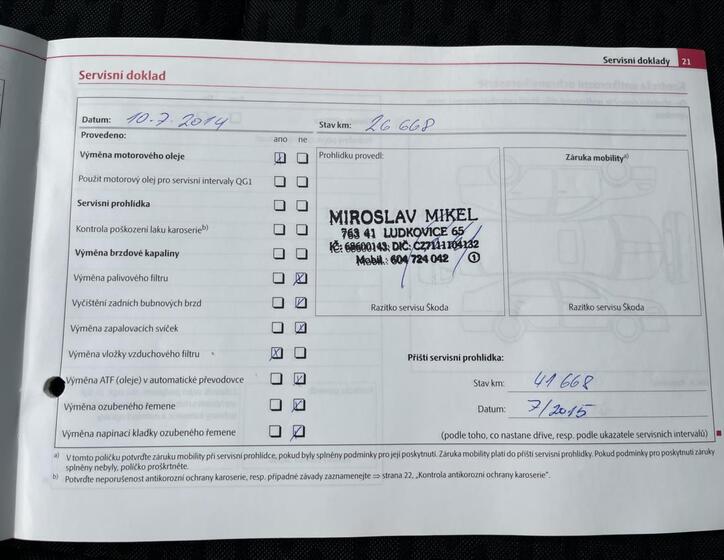 Servisní doklady 21
Servisní doklad
Datum: 10.7.2014 Stav km: 26 668
Provedeno:
ano ne
Výměna motorového oleje
Použit motorový olej pro servisní intervaly QG1
Servisní prohlídka
Kontrola poškození laku karoserie b)
Výměna brzdové kapaliny
Výměna palivového filtru
Vyčištění zadních bubnových brzd
Výměna zapalovacích svíček
Výměna vložky vzduchového filtru
Výměna ATF (oleje) v automatické převodovce
Výměna ozubeného řemene
Výměna napínací kladky ozubeného řemene
Prohlídku provedl:
MIROSLAV MIKEL
763 41 LUDKOVICE 65
IČ: 68600143; DIČ: CZ7111104132
Mobil.: 604 724 042 1
Razítko servisu Škoda
Záruka mobility a)
Razítko servisu Škoda
Příští servisní prohlídka:
Stav km: 41 668
Datum: 7/2015
(podle toho, co nastane dříve, resp. podle ukazatele servisních intervalů)
a) V tomto políčku potvrďte záruku mobility při servisní prohlídce, pokud byly splněny podmínky pro její poskytnutí. Záruka mobility platí do příští servisní prohlídky. Pokud podmínky pro poskytnutí záruky
splněny nebyly, políčko proškrtněte.
b) Potvrďte neporušenost antikorozní ochrany karoserie, resp. případné závady zaznamenejte ⇒ strana 22, „Kontrola antikorozní ochrany karoserie“.